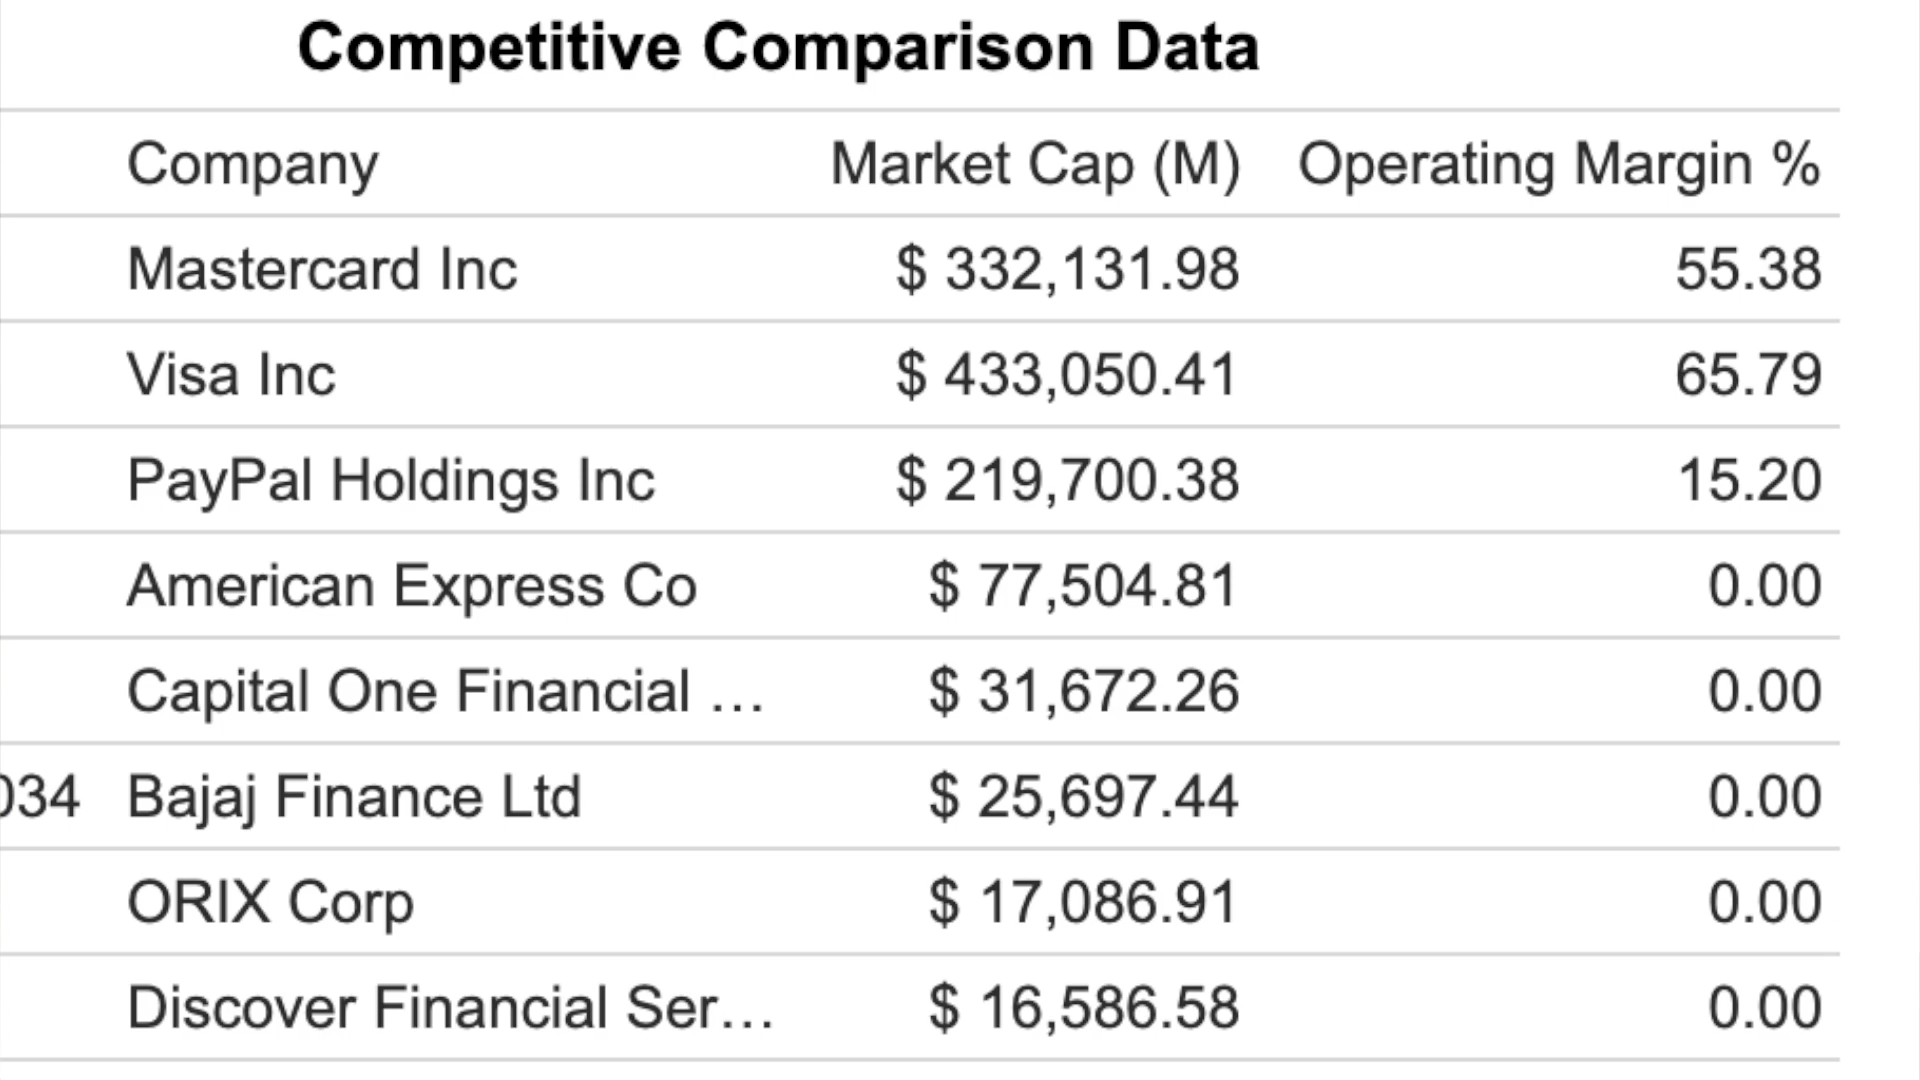 Competitive Comparison Data
Company Market Cap (M) Operating Margin %
Mastercard Inc $ 332,131.98 55.38
Visa Inc $ 433,050.41 65.79
PayPal Holdings Inc $ 219,700.38 15.20
American Express Co $ 77,504.81 0.00
Capital One Financial ... $ 31,672.26 0.00
034 Bajaj Finance Ltd $ 25,697.44 0.00
ORIX Corp $ 17,086.91 0.00
Discover Financial Ser... $ 16,586.58 0.00